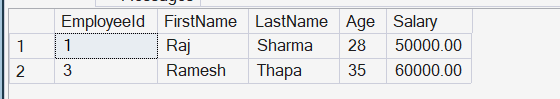 Messages
EmployeeId FirstName LastName Age Salary
1 1 Raj Sharma 28 50000.00
2 3 Ramesh Thapa 35 60000.00